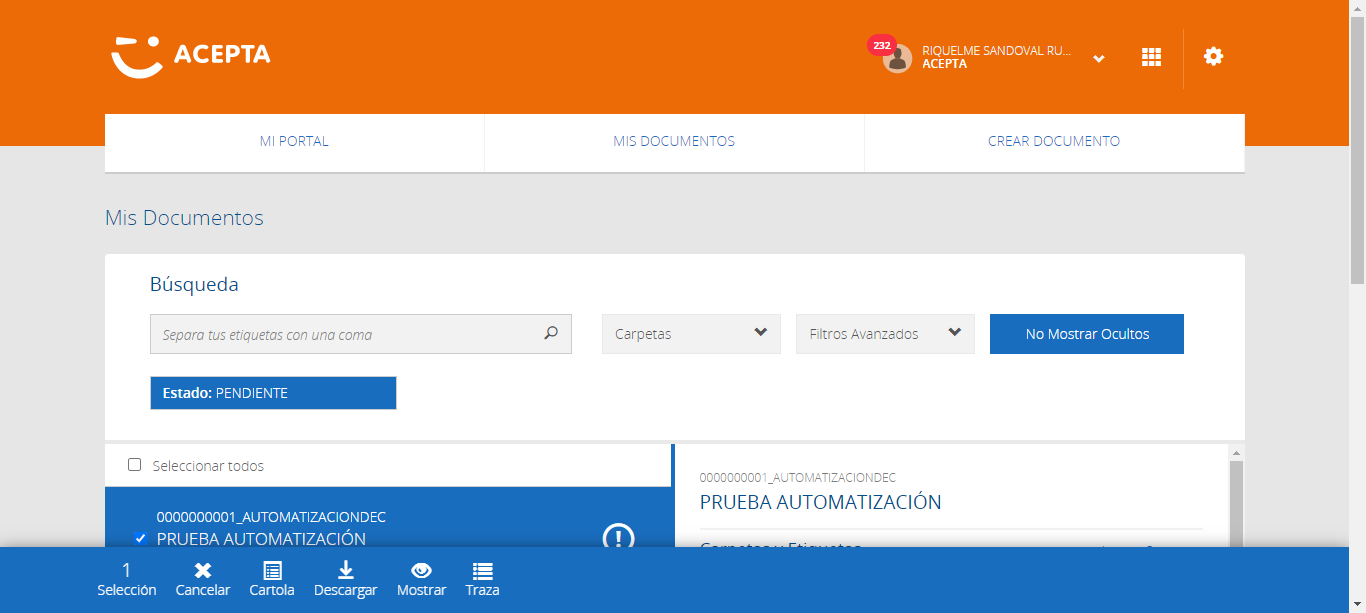 ACEPTA
232
RIQUELME SANDOVAL RU...
ACEPTA
MI PORTAL
MIS DOCUMENTOS
CREAR DOCUMENTO
Mis Documentos
Búsqueda
Separa tus etiquetas con una coma
Carpetas
Filtros Avanzados
No Mostrar Ocultos
Estado: PENDIENTE
Seleccionar todos
0000000001_AUTOMATIZACIONDEC
PRUEBA AUTOMATIZACIÓN
0000000001_AUTOMATIZACIONDEC
PRUEBA AUTOMATIZACIÓN
Carpetas y Etiquetas
1
Selección
Cancelar
Cartola
Descargar
Mostrar
Traza